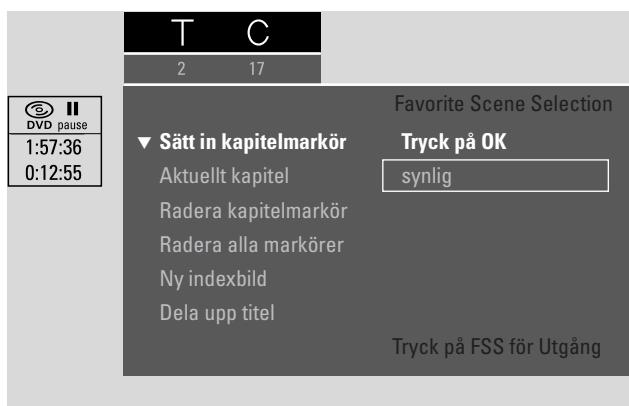 T C
2 17
Favorite Scene Selection
DVD pause
1:57:36
0:12:55
Sätt in kapitelmarkör Tryck på OK
Aktuellt kapitel synlig
Radera kapitelmarkör
Radera alla markörer
Ny indexbild
Dela upp titel
Tryck på FSS för Utgång